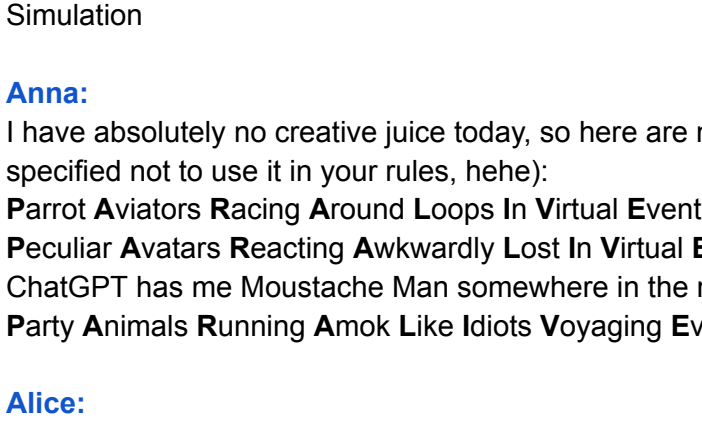 Simulation
Anna:
I have absolutely no creative juice today, so here are
specified not to use it in your rules, hehe):
Parrot Aviators Racing Around Loops In Virtual Event
Peculiar Avatars Reacting Awkwardly Lost In Virtual
ChatGPT has me Moustache Man somewhere in the
Party Animals Running Amok Like Idiots Voyaging
Alice: